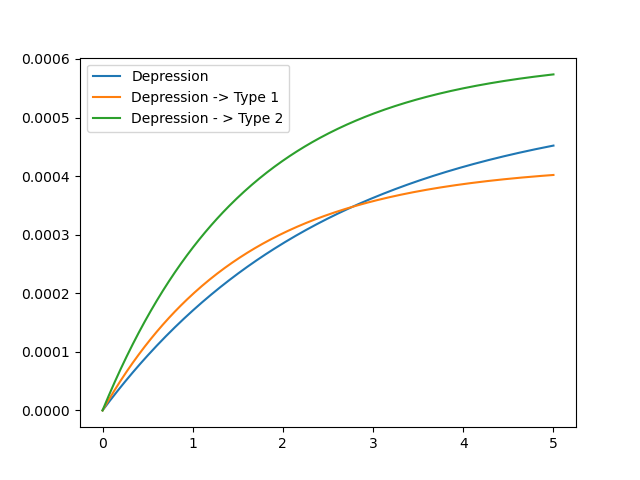 0.0006
0.0005
0.0004
0.0003
0.0002
0.0001
0.0000
Depression
Depression -> Type 1
Depression - > Type 2
0 1 2 3 4 5